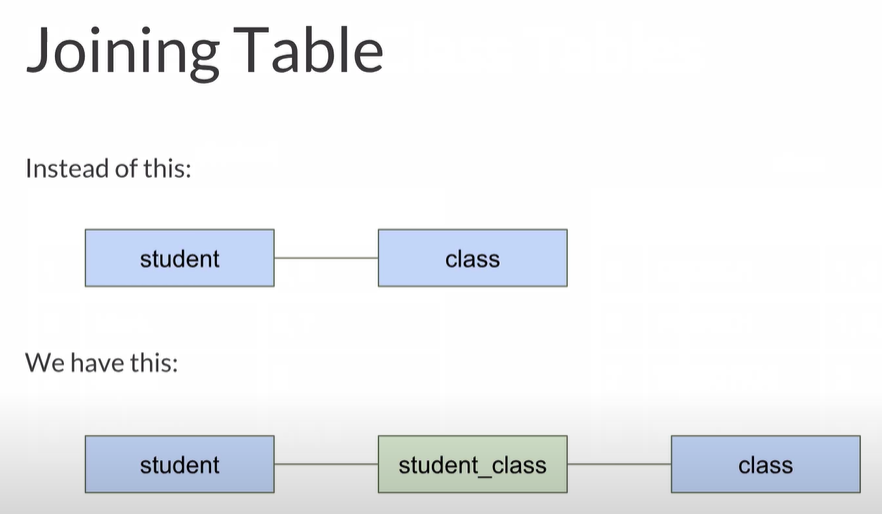 Joining Table
Instead of this:
student class
We have this:
student student_class class